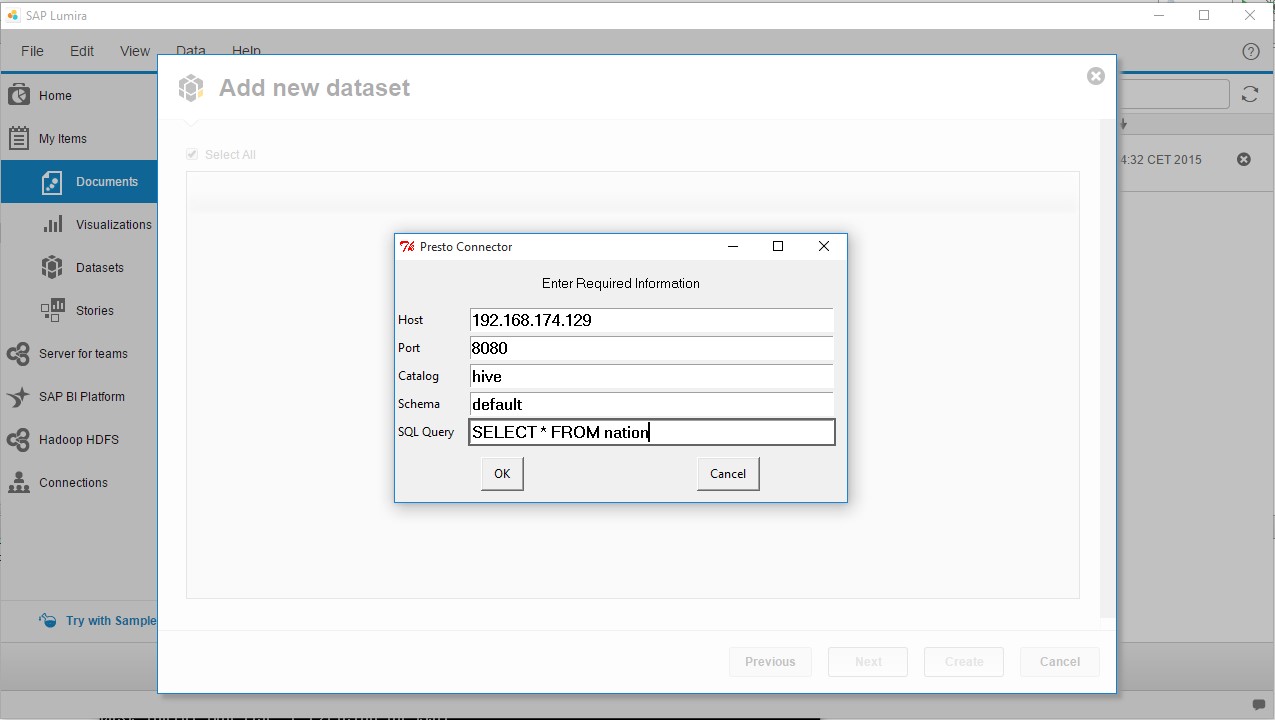 SAP Lumira
File Edit View Data Help
Add new dataset
Home
My Items
Select All
4:32 CET 2015
Documents
Visualizations
Datasets
Stories
Server for teams
SAP BI Platform
Hadoop HDFS
Connections
Presto Connector
Enter Required Information
Host 192.168.174.129
Port 8080
Catalog hive
Schema default
SQL Query SELECT * FROM nation
OK Cancel
Try with Sample
Previous Next Create Cancel